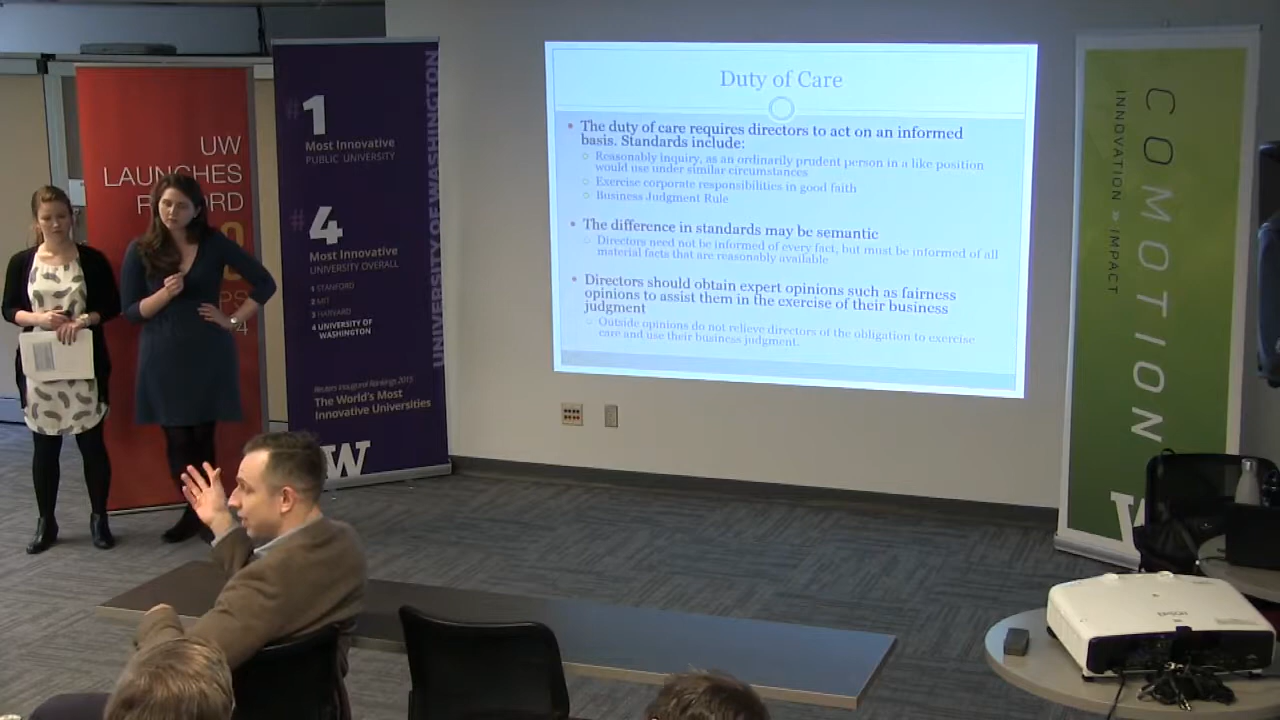 UW
LAUNCHES
#1
Most Innovative
PUBLIC UNIVERSITY
#4
Most Innovative
UNIVERSITY OVERALL
1 STANFORD
2 MIT
3 HARVARD
4 UNIVERSITY OF
WASHINGTON
Reuters Inaugural Rankings 2015
The World's Most
Innovative Universities
W
UNIVERSITY OF WASHINGTON
Duty of Care
The duty of care requires directors to act on an informed
basis. Standards include:
Reasonably inquiry, as an ordinarily prudent person in a like position
would use under similar circumstances
Exercise corporate responsibilities in good faith
Business Judgment Rule
The difference in standards may be semantic
Directors need not be informed of every fact, but must be informed of all
material facts that are reasonably available
Directors should obtain expert opinions such as fairness
opinions to assist them in the exercise of their business
judgment
Outside opinions do not relieve directors of the obligation to exercise
care and use their business judgment.
COMOTION
INNOVATION » IMPACT
W
EPSON